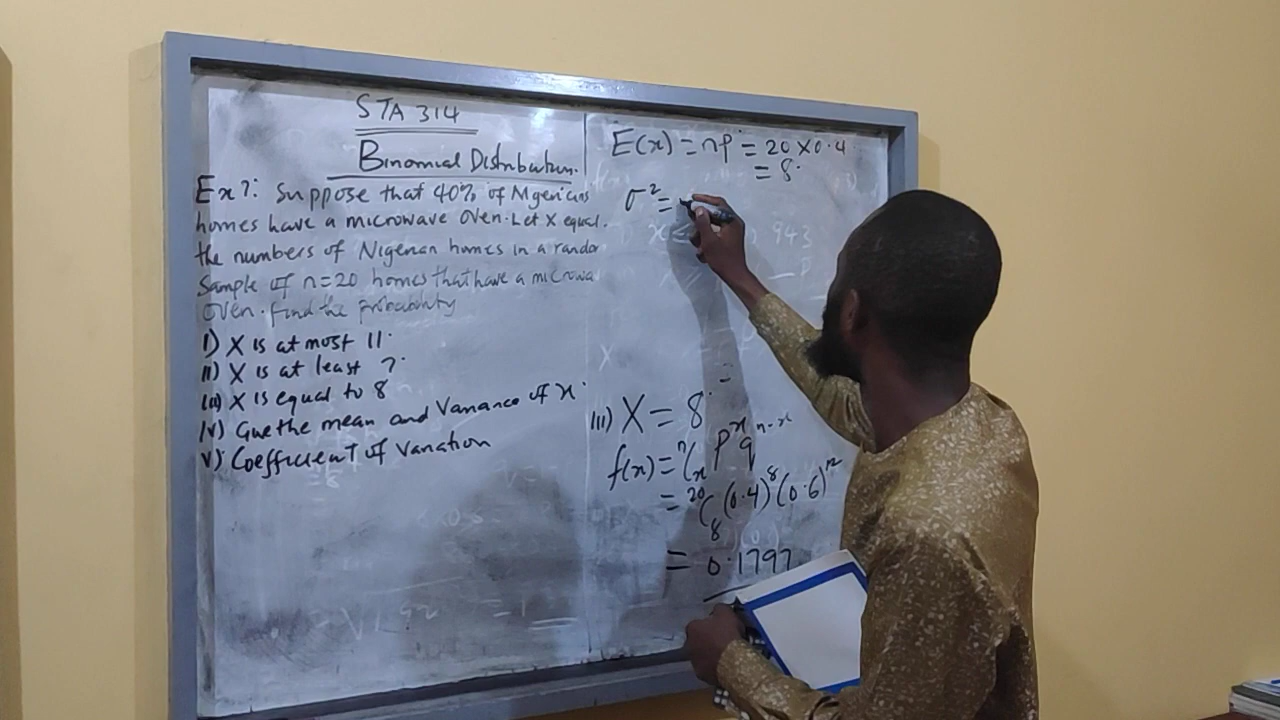 STA 314
Binomial Distribution.
Ex?: Suppose that 40% of Nigerians
homes have a microwave oven. Let X equal.
the numbers of Nigerian homes in a rando
Sample of n=20 homes that have a microwa
oven. find the probability
I) X is at most 11.
II) X is at least 7.
III) X is equal to 8
IV) Give the mean and Variance of x.
V) Coefficient of Variation
E(x) = np = 20 X 0.4
= 8.
σ² =
x ≤ 943
III) X = 8
f(x) = ⁿCₓ pˣ qⁿ⁻ˣ
= ²⁰C₈ (0.4)⁸ (0.6)¹²
= 0.1797